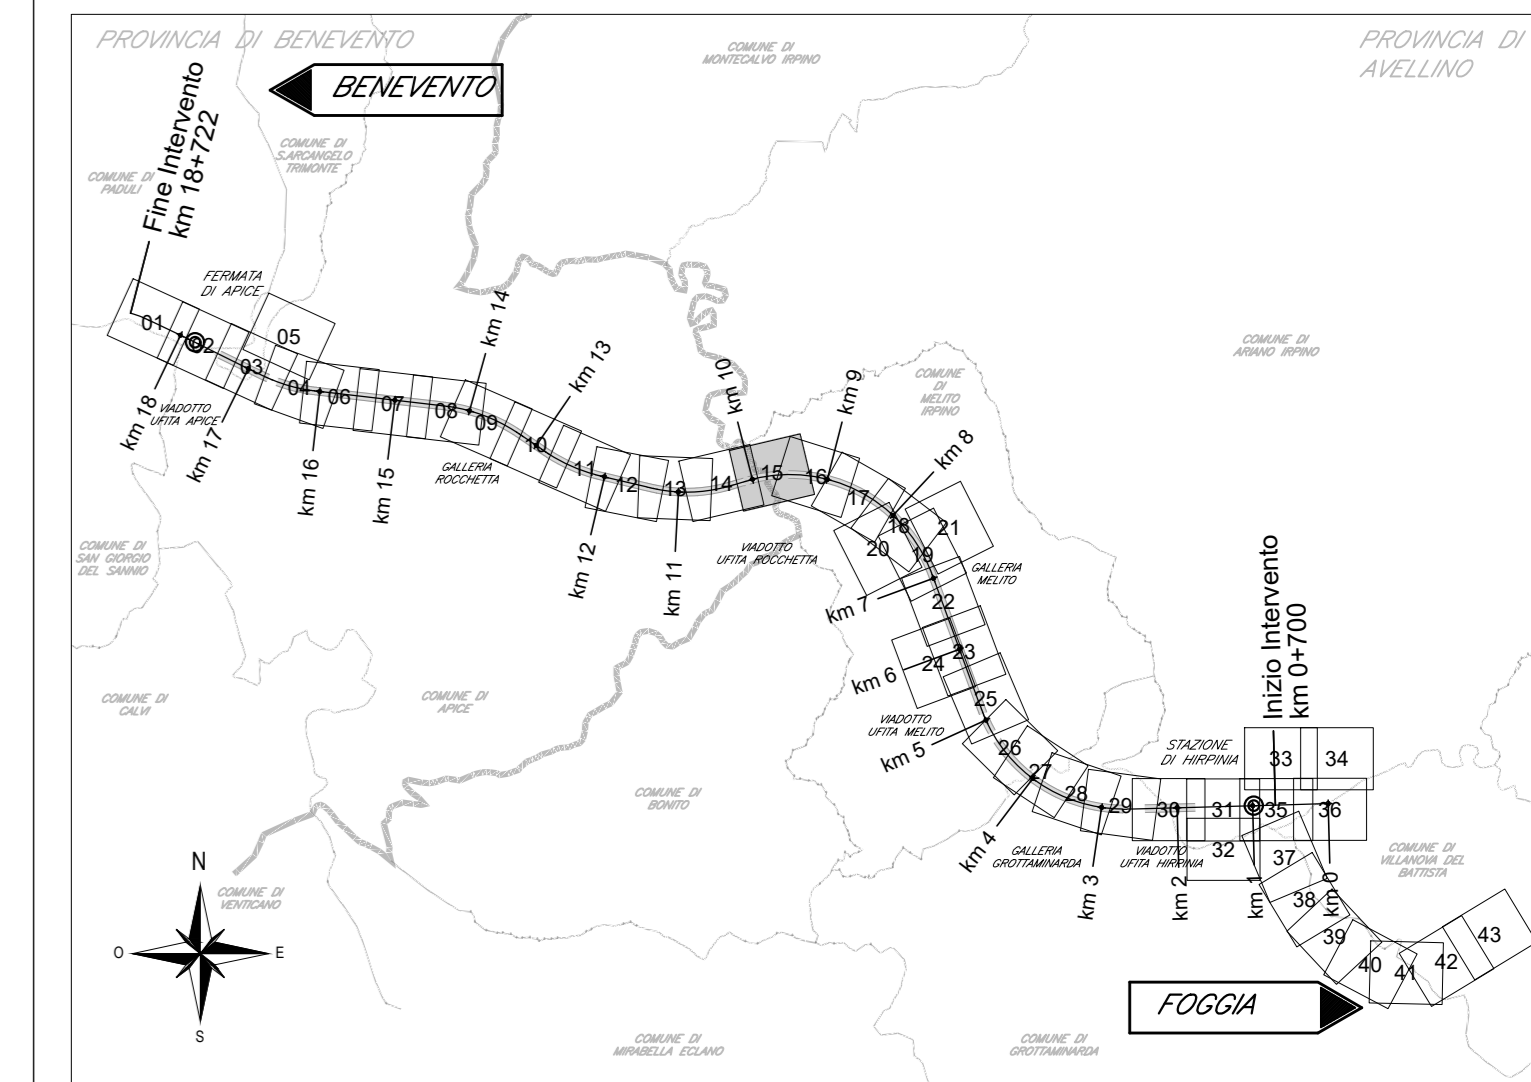 PROVINCIA DI BENEVENTO
PROVINCIA DI
AVELLINO
COMUNE DI
MONTECALVO IRPINO
BENEVENTO
Fine Intervento
km 18+722
COMUNE DI
S.ARCANGELO
TRIMONTE
COMUNE DI
PADULI
FERMATA
DI APICE
01
02
03
04
05
06
07
08
09
10
11
12
13
14
15
16
17
18
19
20
21
22
23
24
25
26
27
28
29
30
31
32
33
34
35
36
37
38
39
40
41
42
43
km 18
km 17
km 16
km 15
km 14
km 13
km 12
km 11
km 10
km 9
km 8
km 7
km 6
km 5
km 4
km 3
km 2
km 1
km 0
VIADOTTO
UFITA APICE
GALLERIA
ROCCHETTA
VIADOTTO
UFITA ROCCHETTA
COMUNE
DI
MELITO
IRPINO
COMUNE DI
ARIANO IRPINO
GALLERIA
MELITO
COMUNE DI
SAN GIORGIO
DEL SANNIO
COMUNE DI
CALVI
COMUNE DI
APICE
VIADOTTO
UFITA MELITO
Inizio Intervento
km 0+700
STAZIONE
DI HIRPINIA
COMUNE DI
BONITO
GALLERIA
GROTTAMINARDA
VIADOTTO
UFITA HIRPINIA
COMUNE DI
VILLANOVA DEL
BATTISTA
COMUNE DI
VENTICANO
N
O
E
S
FOGGIA
COMUNE DI
MIRABELLA ECLANO
COMUNE DI
GROTTAMINARDA